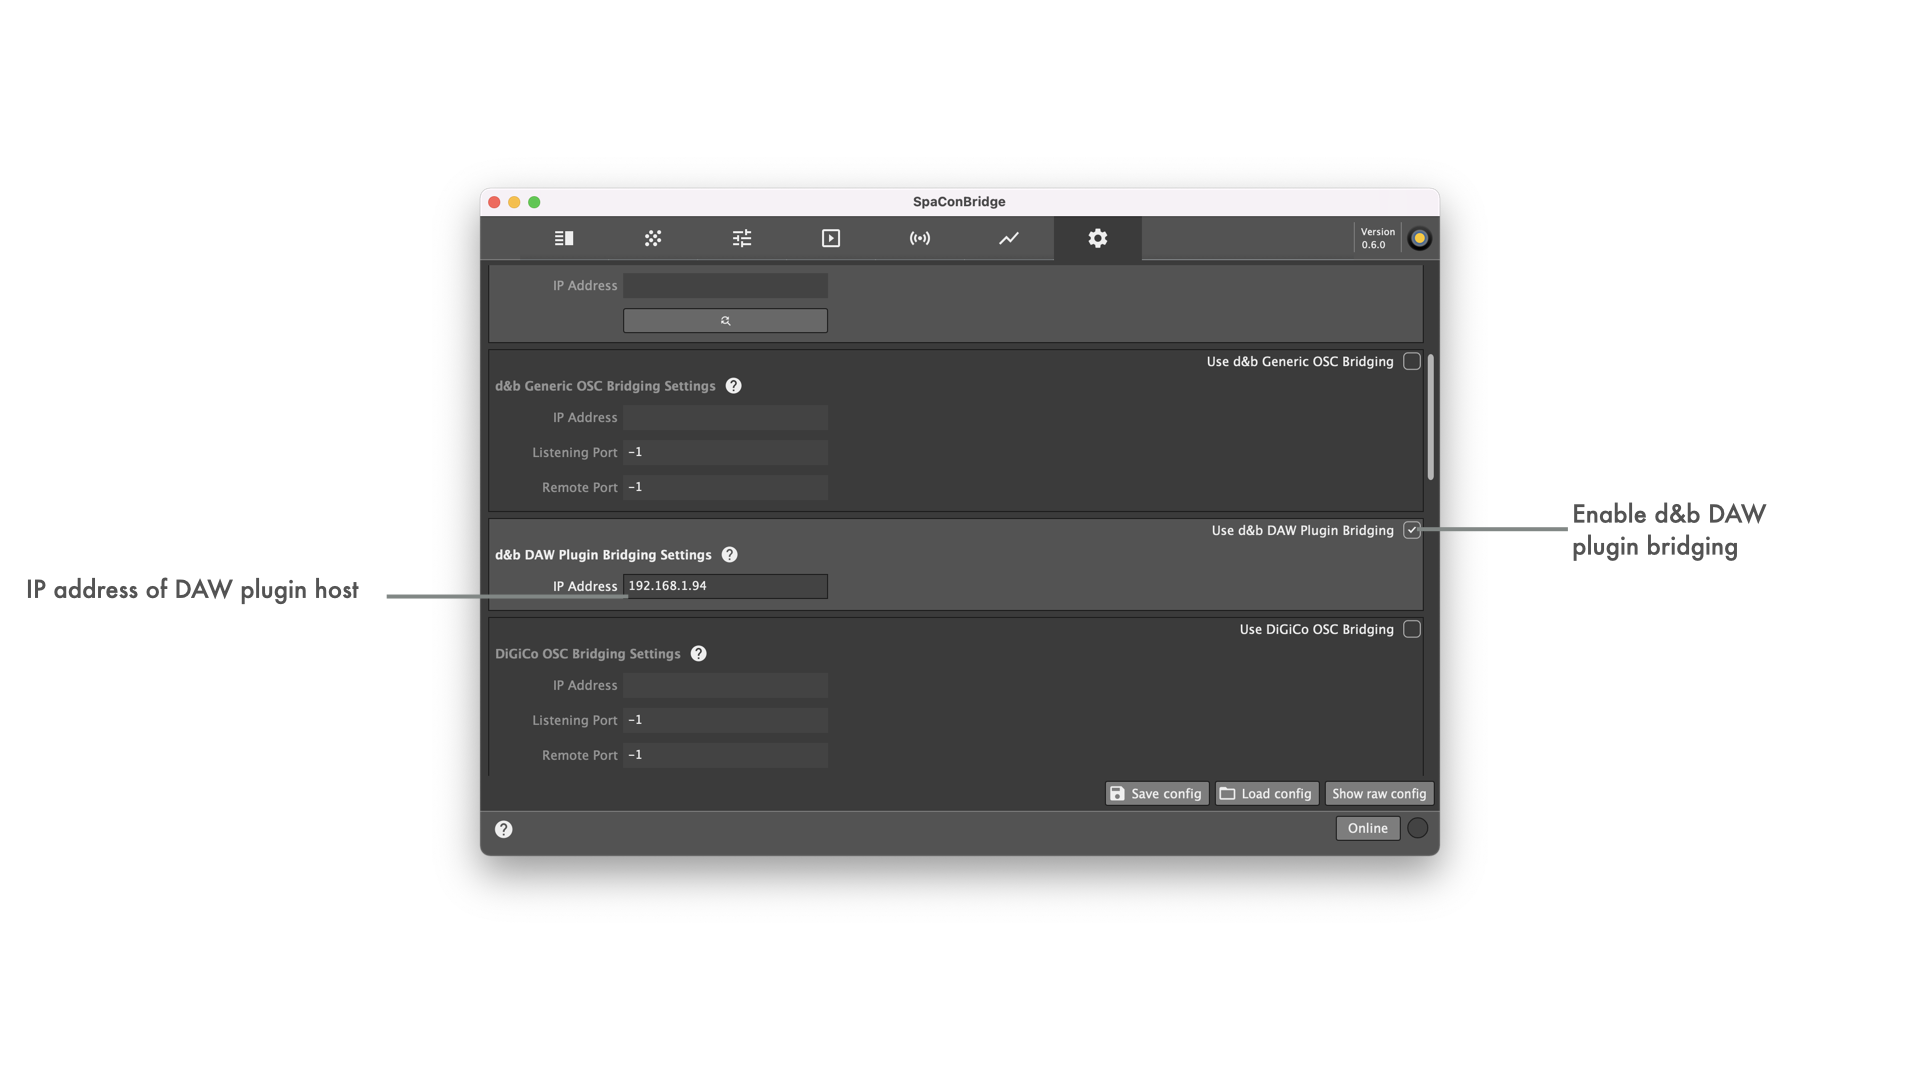 SpaConBridge
Version
0.6.0
IP Address
Use d&b Generic OSC Bridging
d&b Generic OSC Bridging Settings ?
IP Address
Listening Port -1
Remote Port -1
Use d&b DAW Plugin Bridging
Enable d&b DAW
plugin bridging
d&b DAW Plugin Bridging Settings ?
IP address of DAW plugin host
IP Address 192.168.1.94
Use DiGiCo OSC Bridging
DiGiCo OSC Bridging Settings ?
IP Address
Listening Port -1
Remote Port -1
Save config Load config Show raw config
? Online